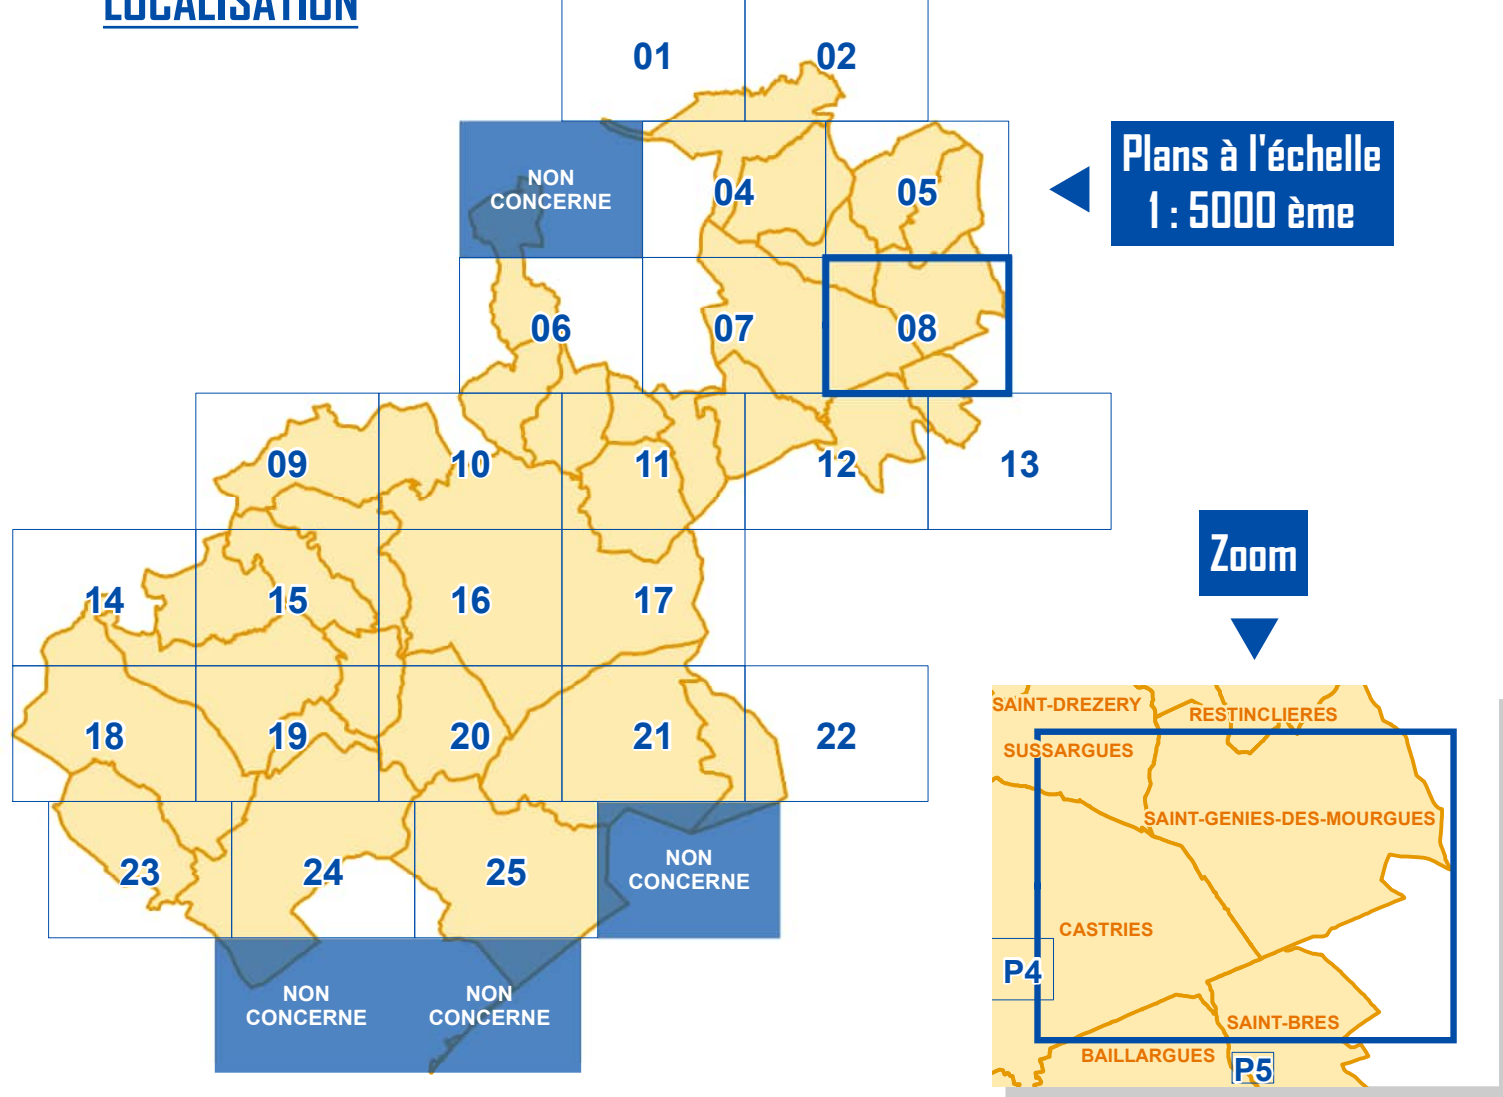 LOCALISATION
01
02
NON
CONCERNE
04
05
Plans à l'échelle
1 : 5000 ème
06
07
08
09
10
11
12
13
Zoom
14
15
16
17
18
19
20
21
22
23
24
25
NON
CONCERNE
NON
CONCERNE
NON
CONCERNE
SAINT-DREZERY
RESTINCLIERES
SUSSARGUES
SAINT-GENIES-DES-MOURGUES
CASTRIES
P4
SAINT-BRES
BAILLARGUES
P5